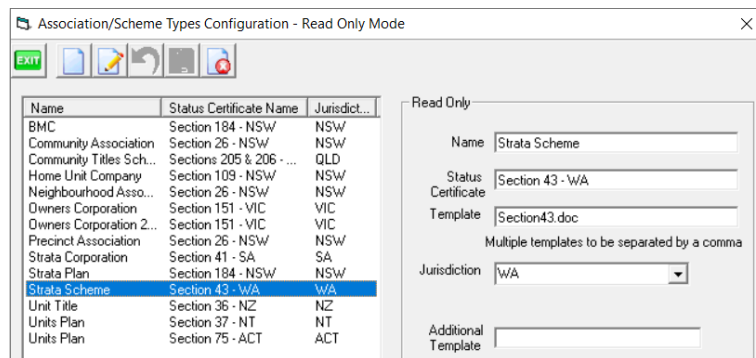 Association/Scheme Types Configuration - Read Only Mode
EXIT
Name Status Certificate Name Jurisdict...
BMC Section 184 - NSW NSW
Community Association Section 26 - NSW NSW
Community Titles Sch... Sections 205 & 206 - ... QLD
Home Unit Company Section 109 - NSW NSW
Neighbourhood Asso... Section 26 - NSW NSW
Owners Corporation Section 151 - VIC VIC
Owners Corporation 2... Section 151 - VIC VIC
Precinct Association Section 26 - NSW NSW
Strata Corporation Section 41 - SA SA
Strata Plan Section 184 - NSW NSW
Strata Scheme Section 43 - WA WA
Unit Title Section 36 - NZ NZ
Units Plan Section 37 - NT NT
Units Plan Section 75 - ACT ACT
Read Only
Name Strata Scheme
Status Certificate Section 43 - WA
Template Section43.doc
Multiple templates to be separated by a comma
Jurisdiction WA
Additional
Template